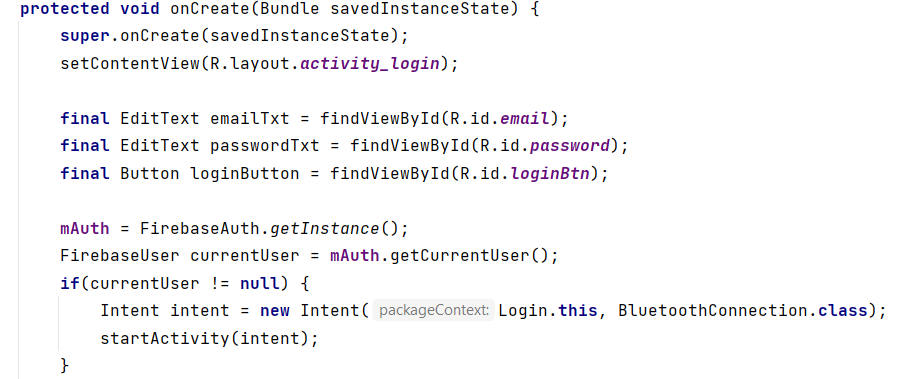 protected void onCreate(Bundle savedInstanceState) {
super.onCreate(savedInstanceState);
setContentView(R.layout.activity_login);
final EditText emailTxt = findViewById(R.id.email);
final EditText passwordTxt = findViewById(R.id.password);
final Button loginButton = findViewById(R.id.loginBtn);
mAuth = FirebaseAuth.getInstance();
FirebaseUser currentUser = mAuth.getCurrentUser();
if(currentUser != null) {
Intent intent = new Intent( packageContext: Login.this, BluetoothConnection.class);
startActivity(intent);
}